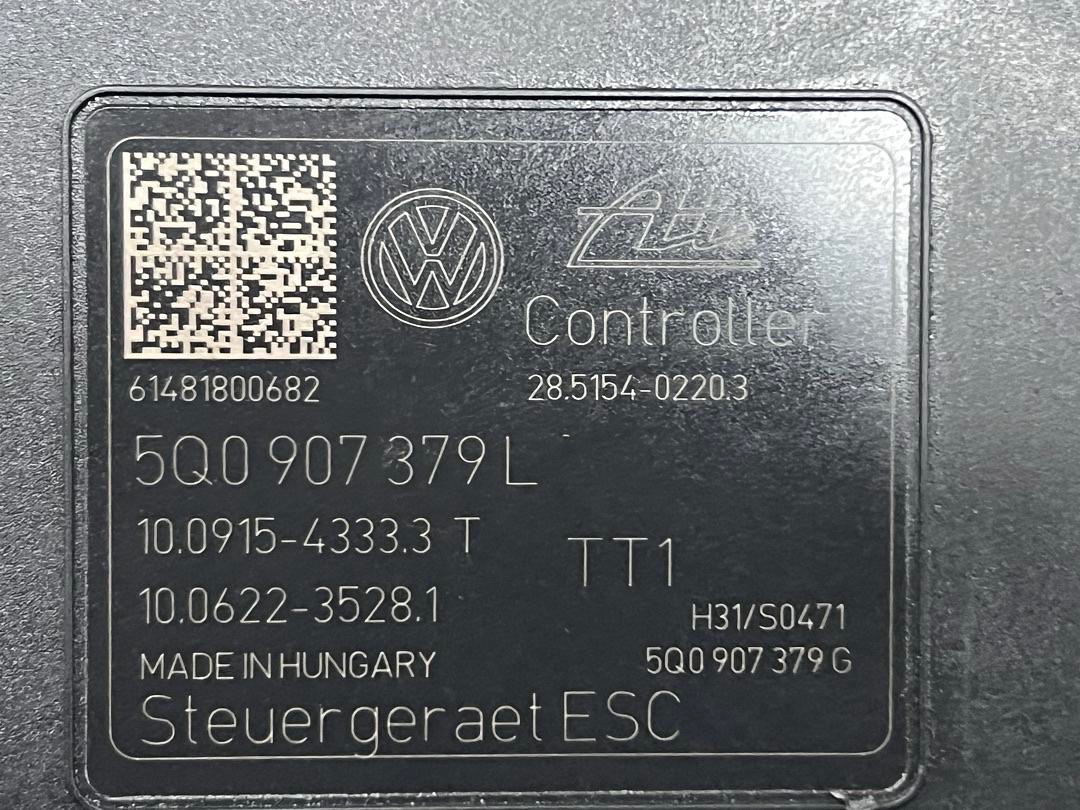 Ate
Controller
61481800682
28.5154-0220.3
5Q0 907 379 L
10.0915-4333.3 T
TT1
10.0622-3528.1
H31/S0471
MADE IN HUNGARY
5Q0 907 379 G
Steuergeraet ESC